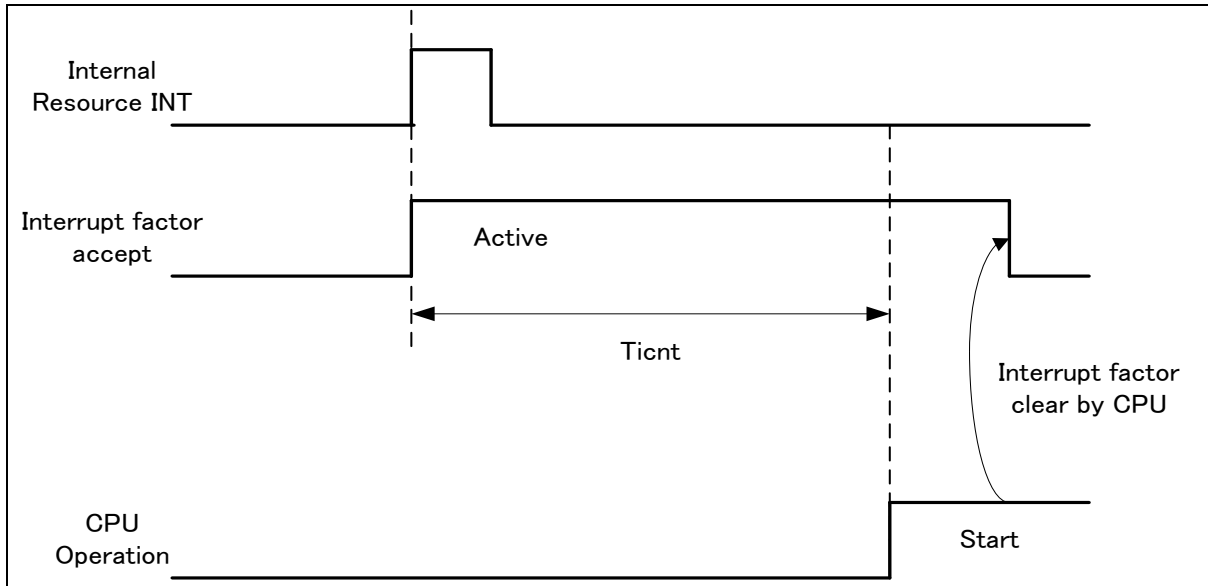 Internal
Resource INT
Interrupt factor
accept
Active
Ticnt
Interrupt factor
clear by CPU
CPU
Operation
Start